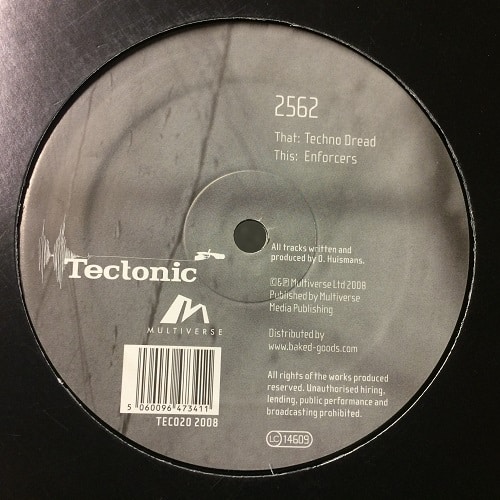 2562
That: Techno Dread
This: Enforcers
All tracks written and
produced by D. Huismans.
Tectonic
©&℗ Multiverse Ltd 2008
Published by Multiverse
Media Publishing
MULTIVERSE
Distributed by
www.baked-goods.com
All rights of the works produced
reserved. Unauthorised hiring,
lending, public performance and
broadcasting prohibited.
5 060096 473411
TEC020 2008
LC 14609